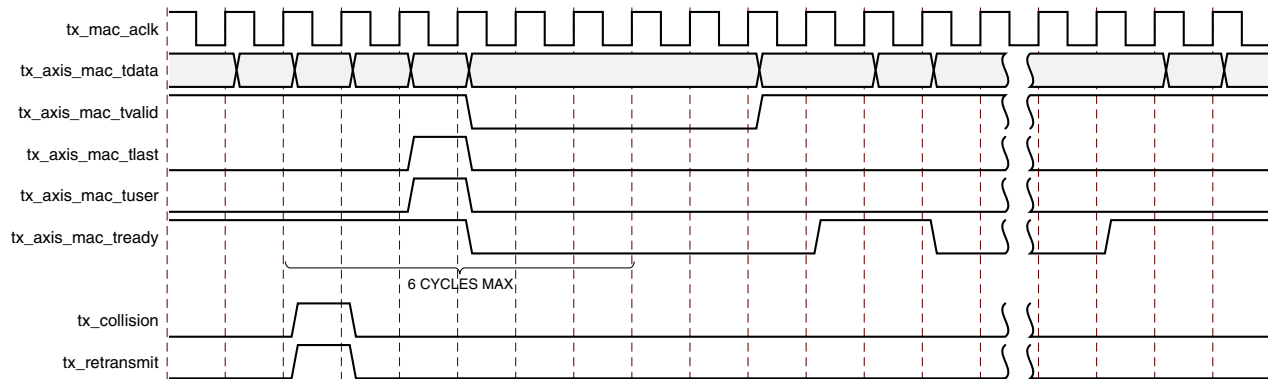 tx_mac_aclk
tx_axis_mac_tdata
tx_axis_mac_tvalid
tx_axis_mac_tlast
tx_axis_mac_tuser
tx_axis_mac_tready
6 CYCLES MAX
tx_collision
tx_retransmit